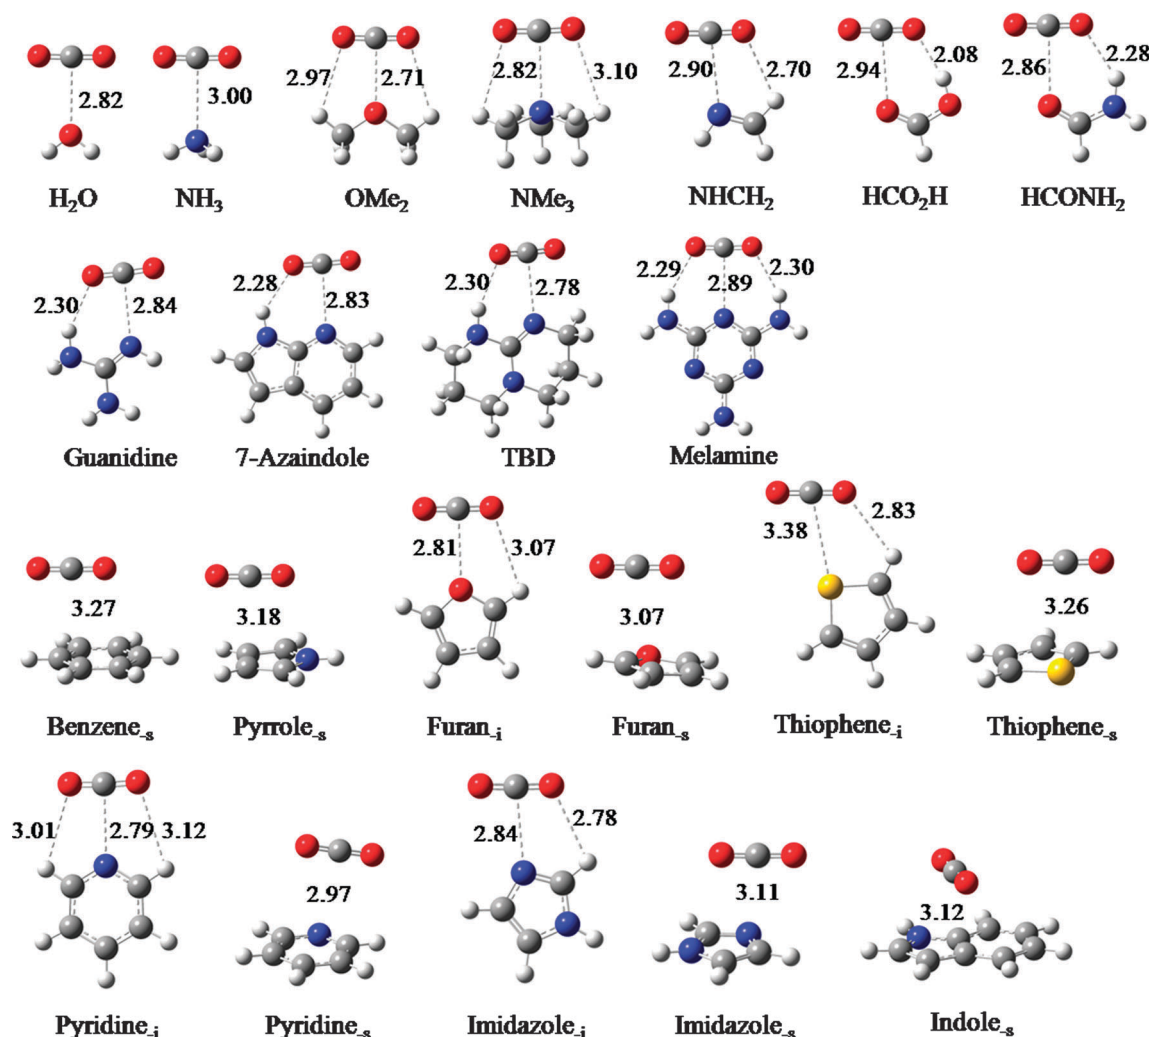 2.82
3.00
2.97
2.71
2.82
3.10
2.90
2.70
2.94
2.08
2.86
2.28
H₂O
NH₃
OMe₂
NMe₃
NHCH₂
HCO₂H
HCONH₂
2.30
2.84
2.28
2.83
2.30
2.78
2.29
2.89
2.30
Guanidine
7-Azaindole
TBD
Melamine
3.27
3.18
2.81
3.07
3.07
3.38
2.83
3.26
Benzene₋s
Pyrrole₋s
Furan₋i
Furan₋s
Thiophene₋i
Thiophene₋s
3.01
2.79
3.12
2.97
2.84
2.78
3.11
3.12
Pyridine₋i
Pyridine₋s
Imidazole₋i
Imidazole₋s
Indole₋s